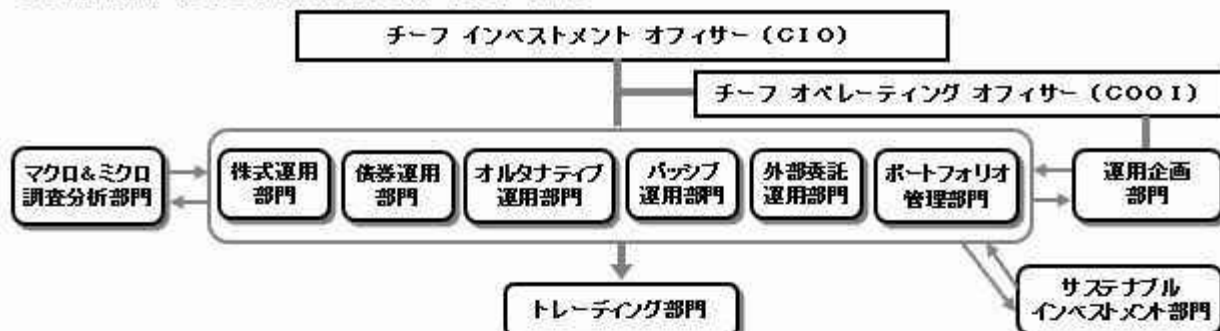 チーフ インベストメント オフィサー (CIO)
チーフ オペレーティング オフィサー (COOI)
マクロ&ミクロ
調査分析部門
株式運用
部門
債券運用
部門
オルタナティブ
運用部門
パッシブ
運用部門
外部委託
運用部門
ポートフォリオ
管理部門
運用企画
部門
トレーディング部門
サステナブル
インベストメント部門